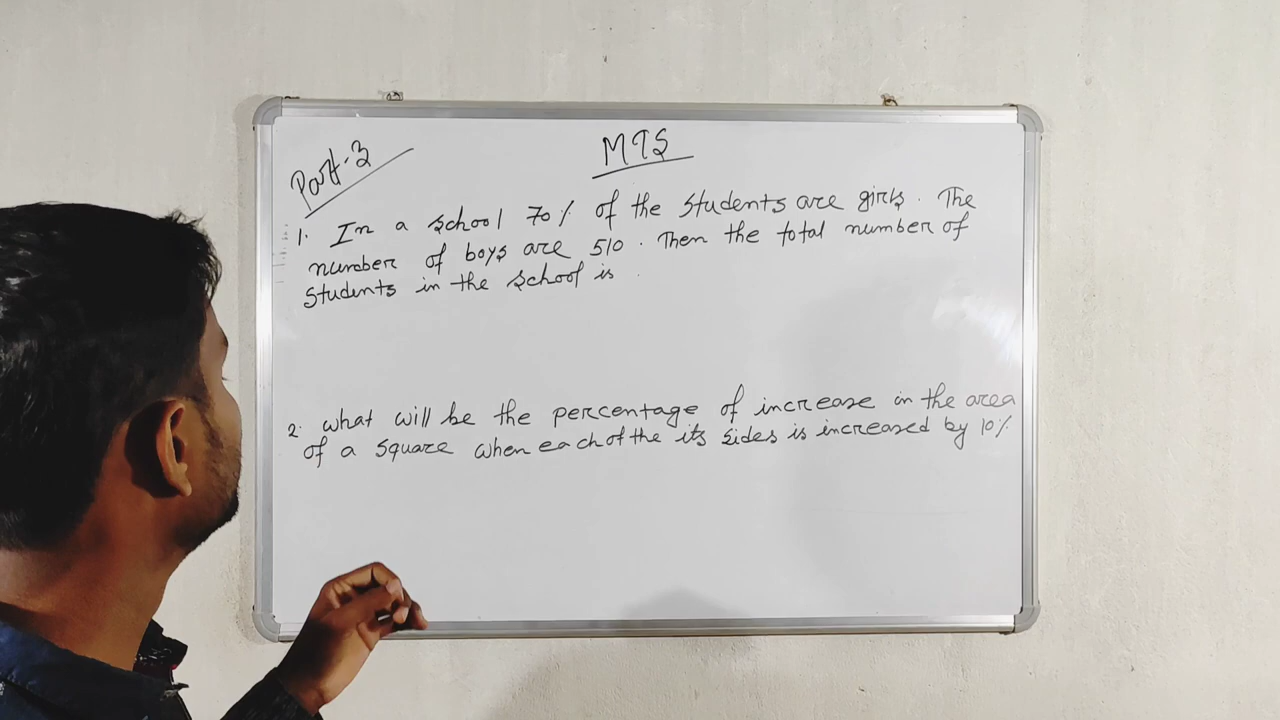 Part-3
MTS
1. In a school 70% of the students are girls. The
number of boys are 510. Then the total number of
students in the school is
2. what will be the percentage of increase in the area
of a square when each of the its sides is increased by 10%